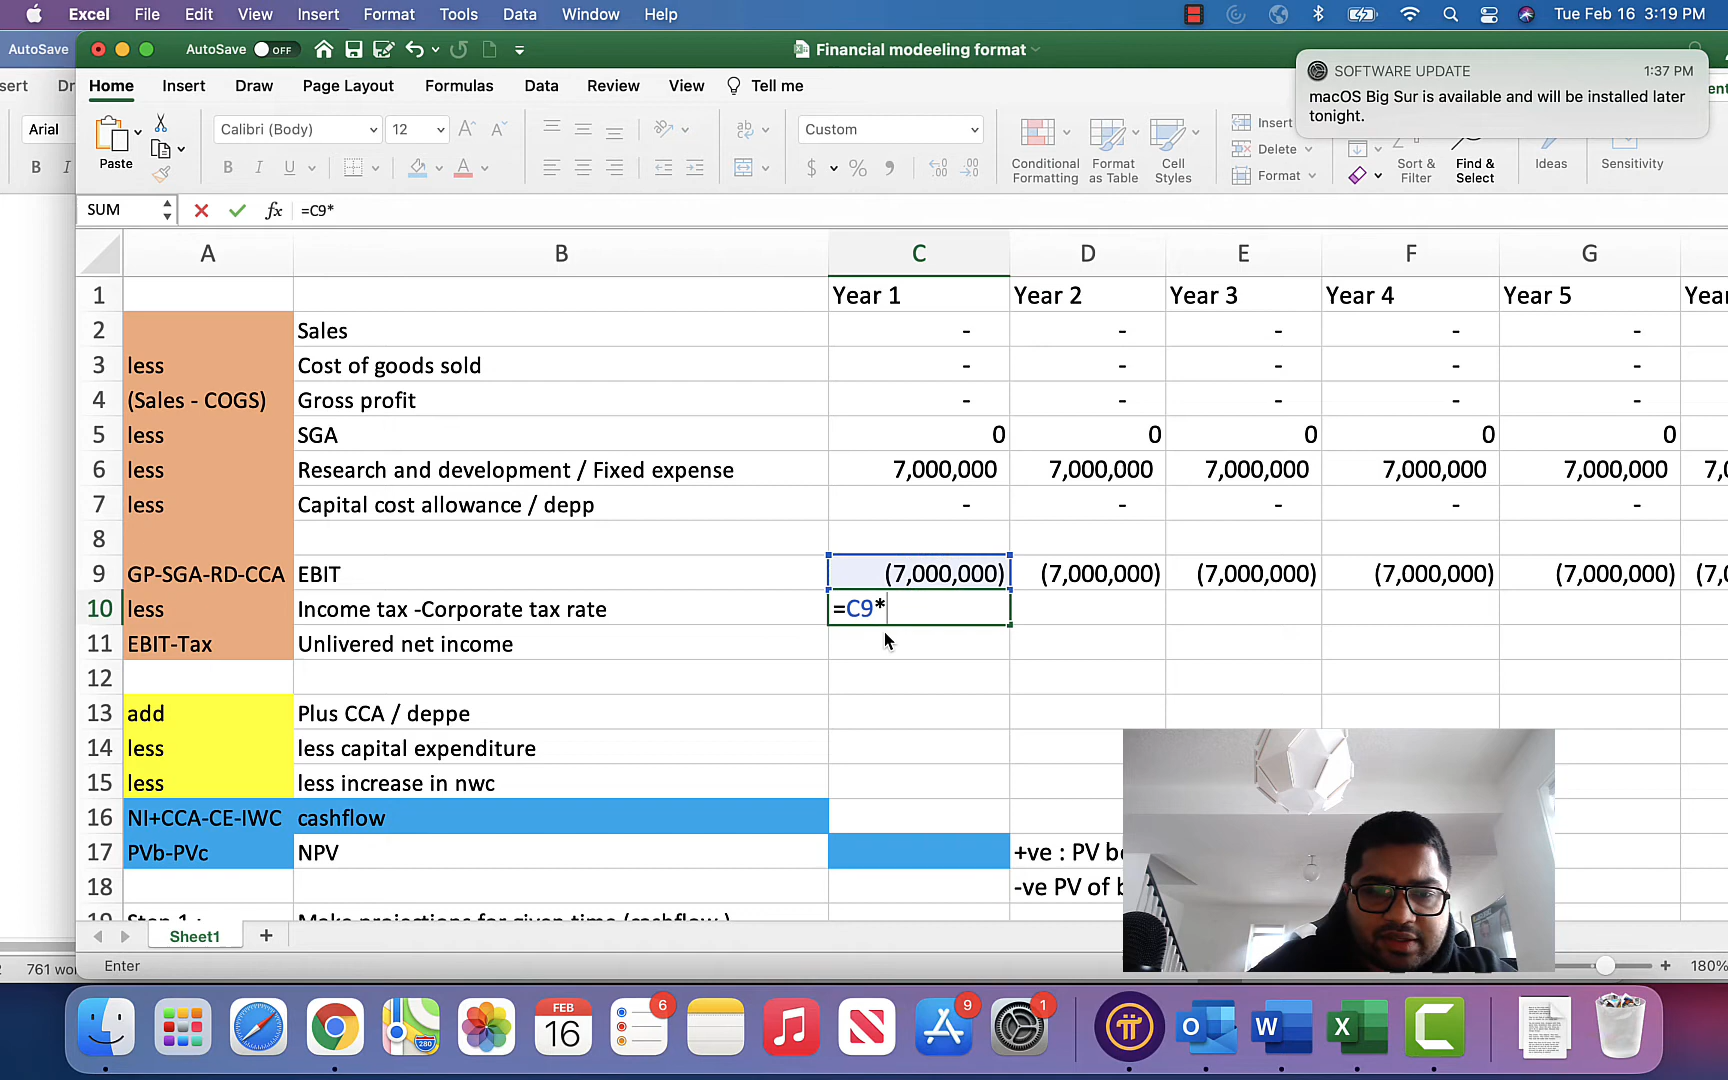 Excel File Edit View Insert Format Tools Data Window Help Tue Feb 16 3:19 PM
AutoSave AutoSave OFF Financial modeeling format
SOFTWARE UPDATE 1:37 PM
macOS Big Sur is available and will be installed later tonight.
Home Insert Draw Page Layout Formulas Data Review View Tell me
Arial Paste Calibri (Body) 12 Custom
B I B I U A $ % Conditional Formatting Format as Table Cell Styles Insert Delete Format Sort & Filter Find & Select Ideas Sensitivity
SUM fx =C9*
A B C D E F G
1 Year 1 Year 2 Year 3 Year 4 Year 5
2 Sales - - - - -
3 less Cost of goods sold - - - - -
4 (Sales - COGS) Gross profit - - - - -
5 less SGA 0 0 0 0 0
6 less Research and development / Fixed expense 7,000,000 7,000,000 7,000,000 7,000,000 7,000,000
7 less Capital cost allowance / depp - - - - -
8
9 GP-SGA-RD-CCA EBIT (7,000,000) (7,000,000) (7,000,000) (7,000,000) (7,000,000)
10 less Income tax -Corporate tax rate =C9*
11 EBIT-Tax Unlivered net income
12
13 add Plus CCA / deppe
14 less less capital expenditure
15 less less increase in nwc
16 NI+CCA-CE-IWC cashflow
17 PVb-PVc NPV +ve : PV
18 -ve PV of
Sheet1 +
761 Enter 180%
FEB 16 280 6 9 1 O W X C